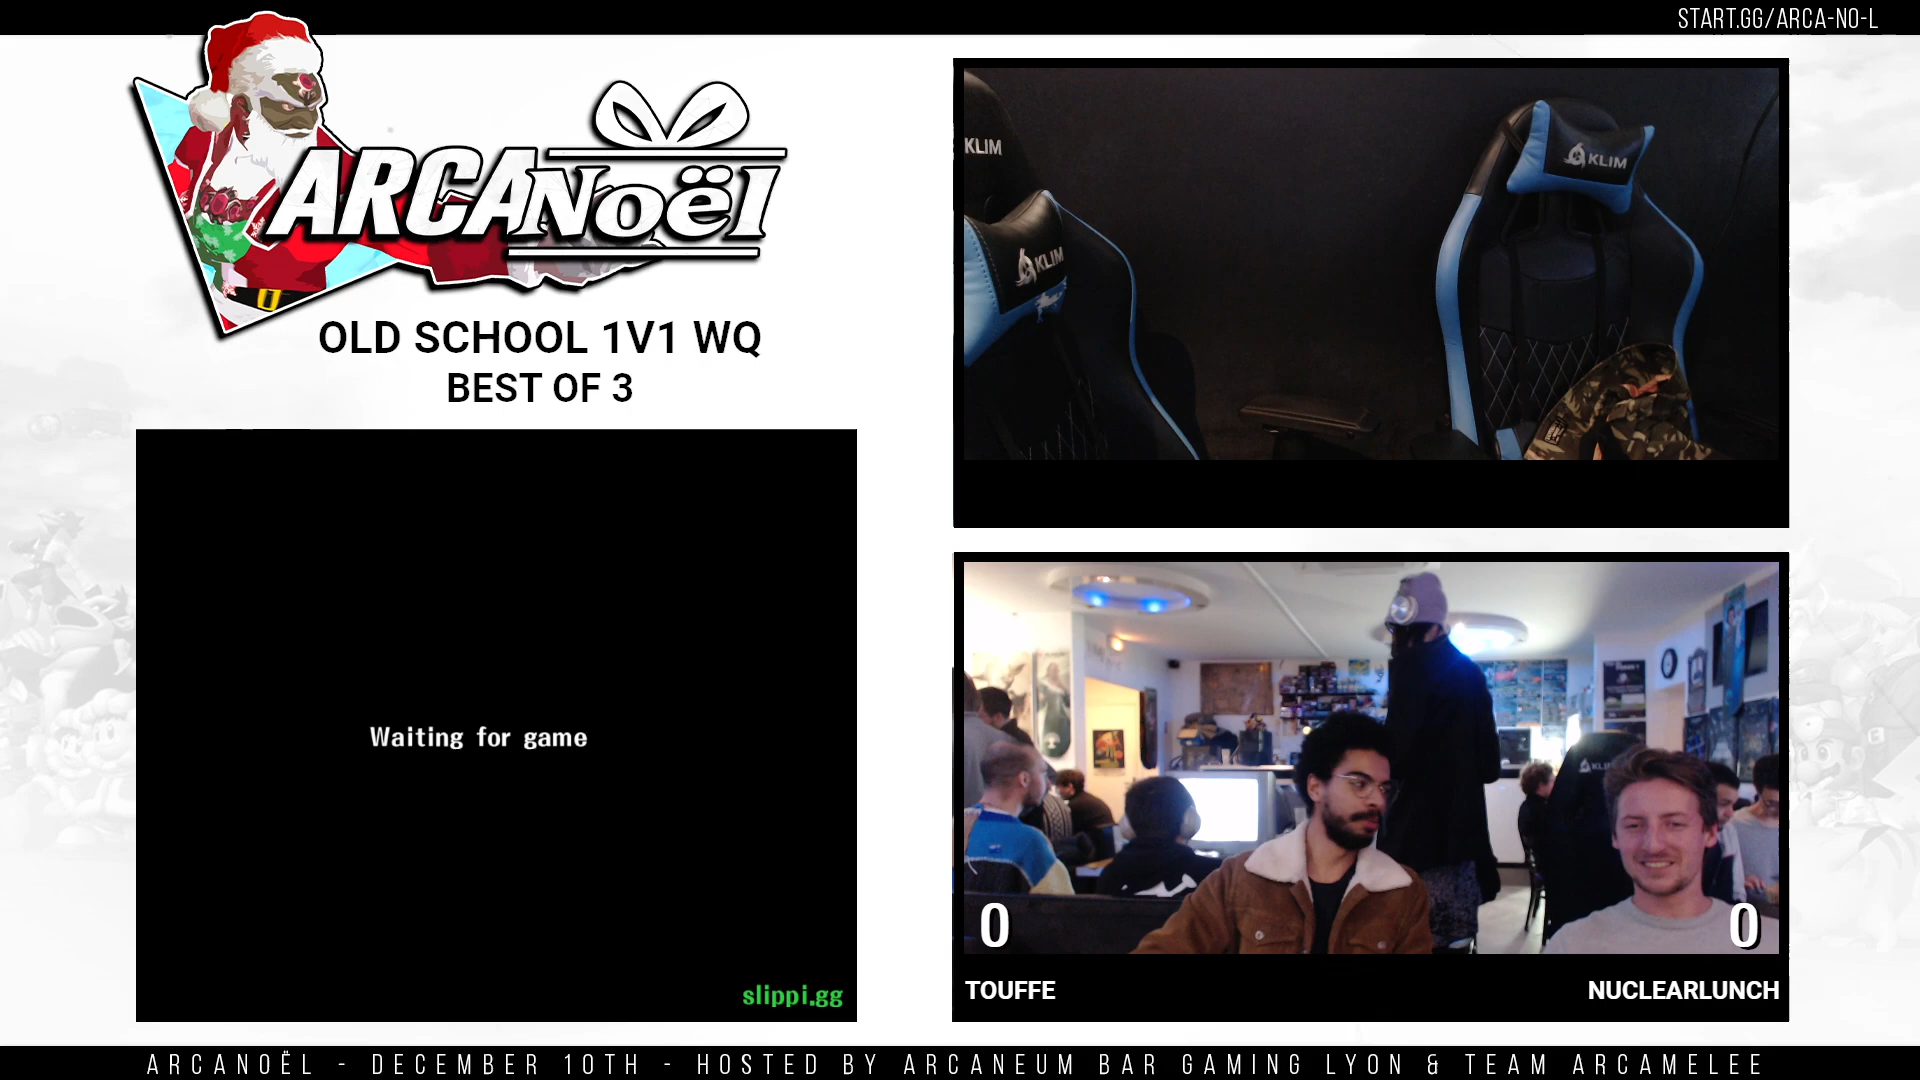 START.GG/ARCA-NO-L
ARCANoël
OLD SCHOOL 1V1 WQ
BEST OF 3
KLIM
KLIM
KLIM
Waiting for game
slippi.gg
KLIM
0
0
TOUFFE
NUCLEARLUNCH
ARCANOËL - DECEMBER 10TH - HOSTED BY ARCANEUM BAR GAMING LYON & TEAM ARCAMELEE